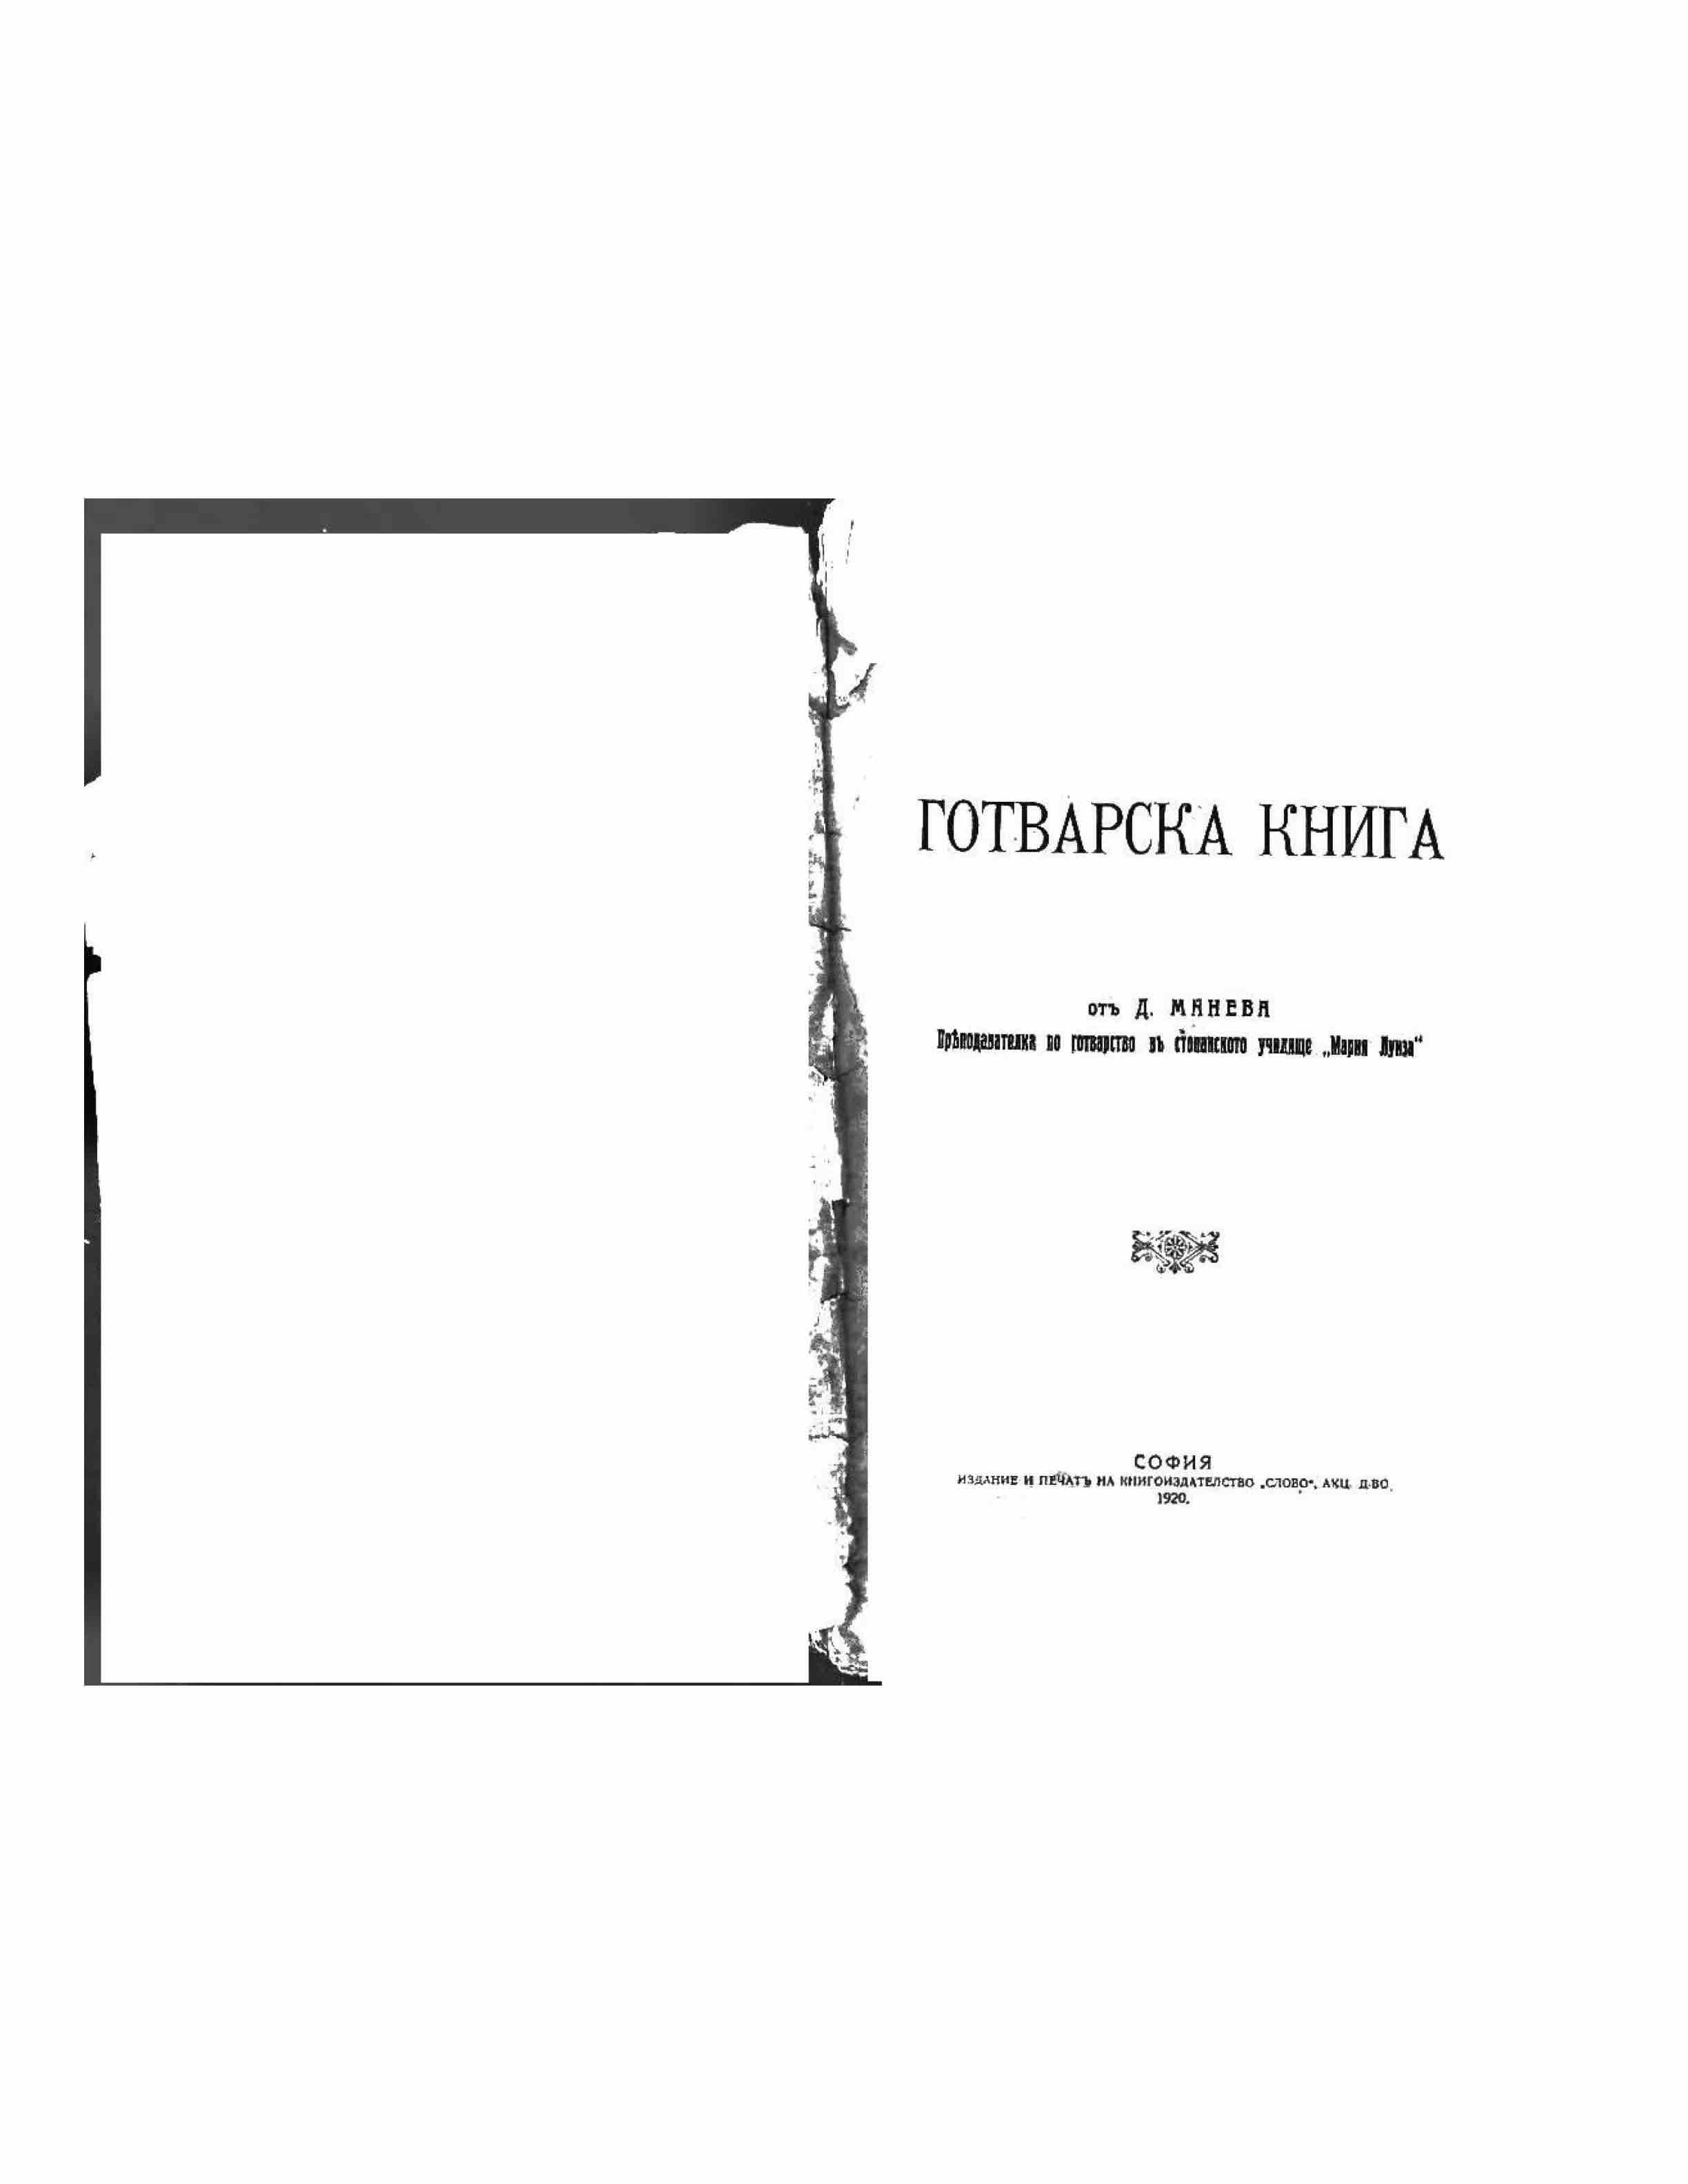 ГОТВАРСКА КНИГА
отъ Д. МАНЕВА
Прѣподавателка по готварство въ стопанското училище „Мария Луиза“
СОФИЯ
ИЗДАНИЕ И ПЕЧАТЪ НА КНИГОИЗДАТЕЛСТВО „СЛОВО“, АКЦ. Д-ВО.
1920.